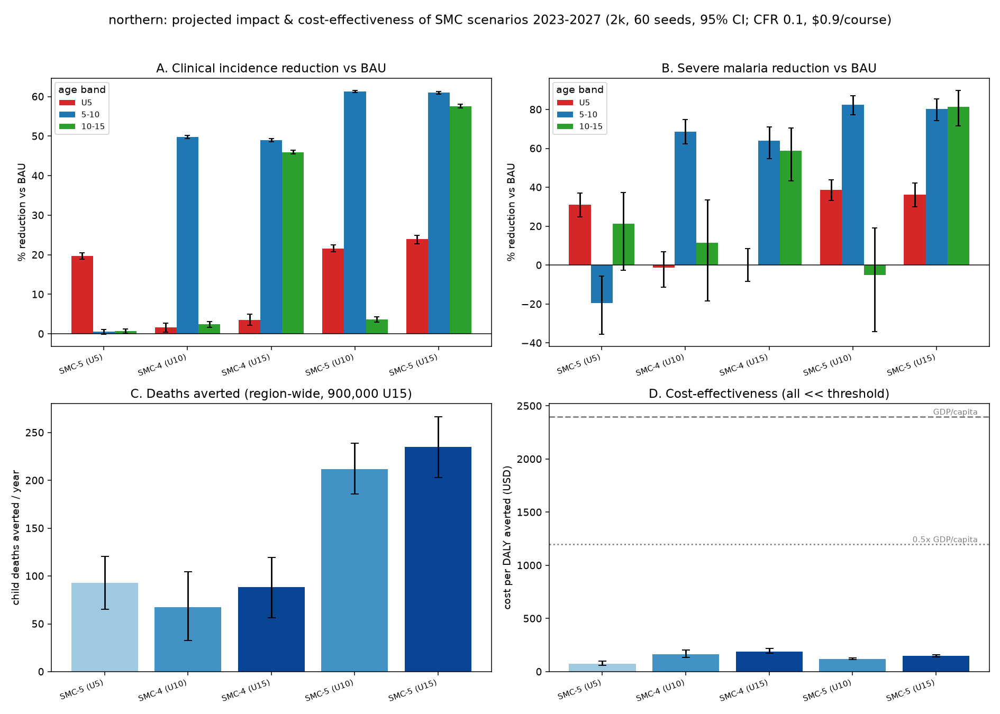 northern: projected impact & cost-effectiveness of SMC scenarios 2023-2027 (2k, 60 seeds, 95% CI; CFR 0.1, $0.9/course)
A. Clinical incidence reduction vs BAU
% reduction vs BAU
60
50
40
30
20
10
0
age band
U5
5-10
10-15
SMC-5 (U5)
SMC-4 (U10)
SMC-4 (U15)
SMC-5 (U10)
SMC-5 (U15)
B. Severe malaria reduction vs BAU
% reduction vs BAU
80
60
40
20
0
−20
−40
age band
U5
5-10
10-15
SMC-5 (U5)
SMC-4 (U10)
SMC-4 (U15)
SMC-5 (U10)
SMC-5 (U15)
C. Deaths averted (region-wide, 900,000 U15)
child deaths averted / year
250
200
150
100
50
0
SMC-5 (U5)
SMC-4 (U10)
SMC-4 (U15)
SMC-5 (U10)
SMC-5 (U15)
D. Cost-effectiveness (all << threshold)
cost per DALY averted (USD)
2500
2000
1500
1000
500
0
GDP/capita
0.5x GDP/capita
SMC-5 (U5)
SMC-4 (U10)
SMC-4 (U15)
SMC-5 (U10)
SMC-5 (U15)